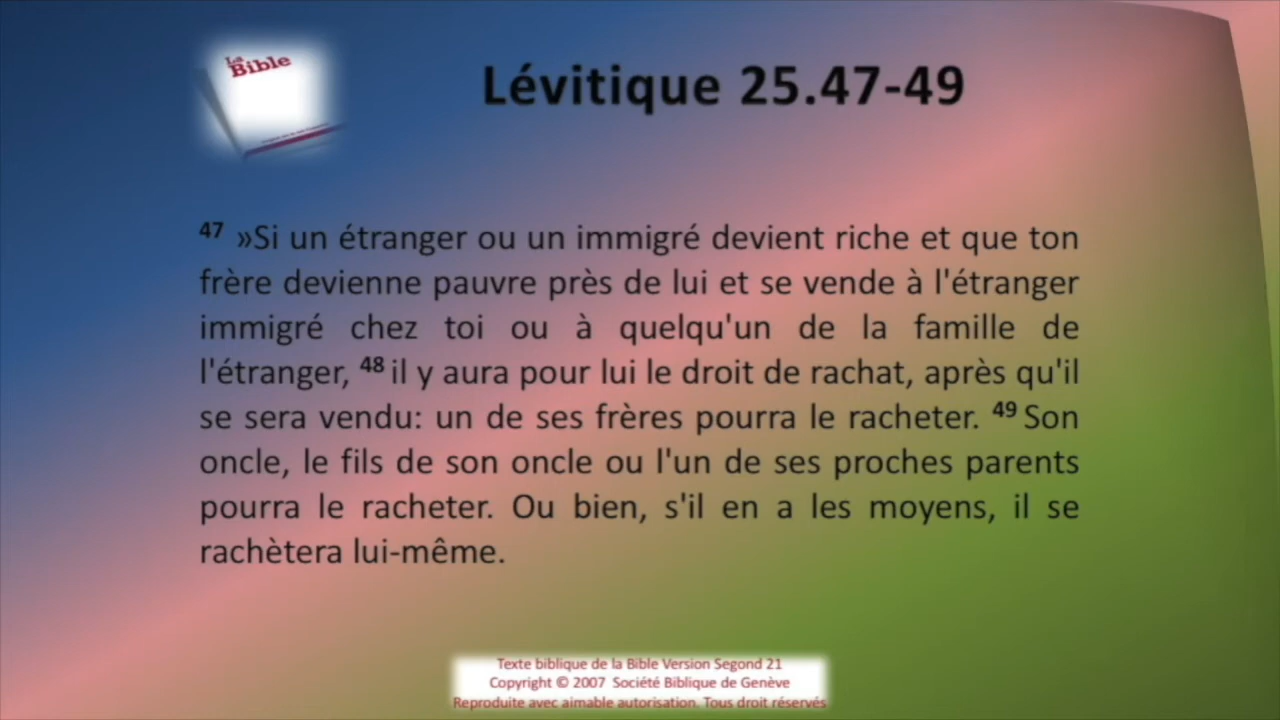 La
Bible
Lévitique 25.47-49
47 »Si un étranger ou un immigré devient riche et que ton
frère devienne pauvre près de lui et se vende à l'étranger
immigré chez toi ou à quelqu'un de la famille de
l'étranger, 48 il y aura pour lui le droit de rachat, après qu'il
se sera vendu: un de ses frères pourra le racheter. 49 Son
oncle, le fils de son oncle ou l'un de ses proches parents
pourra le racheter. Ou bien, s'il en a les moyens, il se
rachètera lui-même.
Texte biblique de la Bible Version Segond 21
Copyright © 2007 Société Biblique de Genève
Reproduite avec aimable autorisation. Tous droit réservés